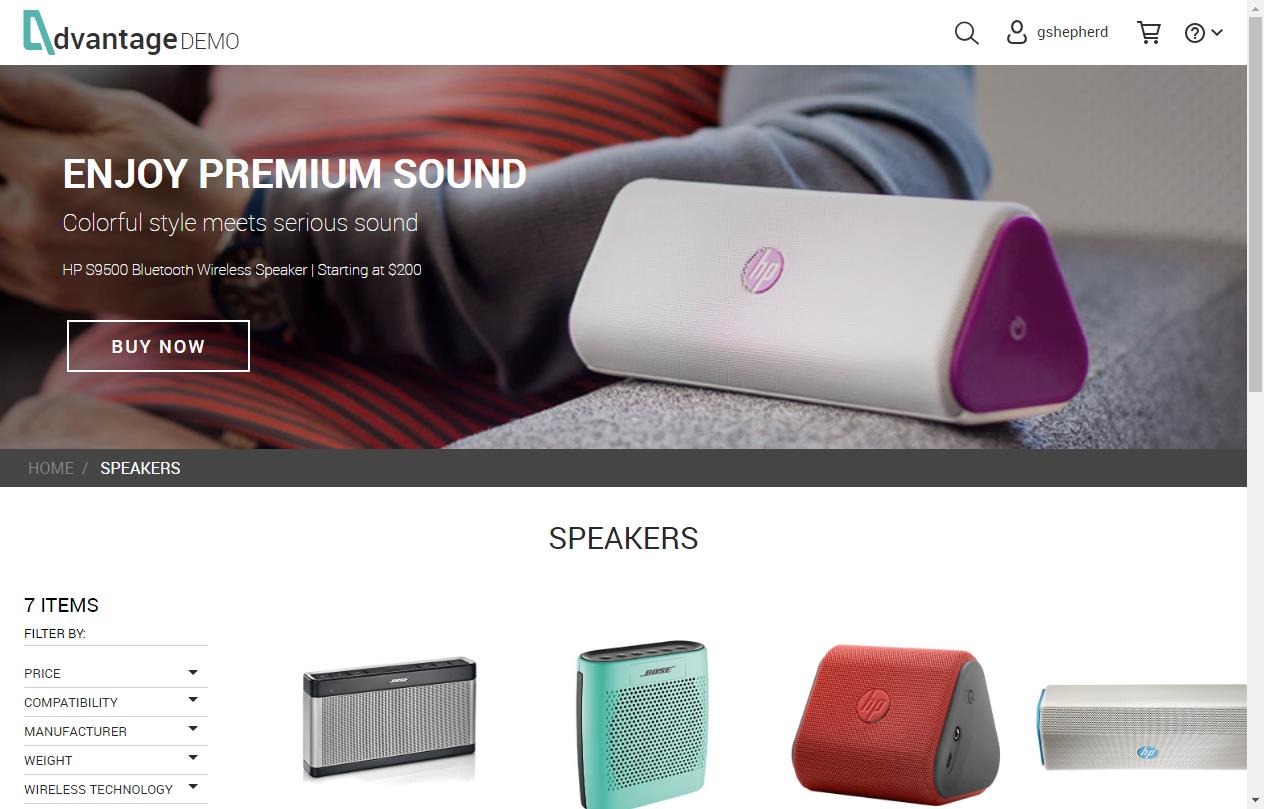 dvantage DEMO
gshepherd
ENJOY PREMIUM SOUND
Colorful style meets serious sound
HP S9500 Bluetooth Wireless Speaker | Starting at $200
BUY NOW
hp
HOME / SPEAKERS
SPEAKERS
7 ITEMS
FILTER BY:
PRICE
COMPATIBILITY
MANUFACTURER
WEIGHT
WIRELESS TECHNOLOGY
BOSE
BOSE
hp
hp